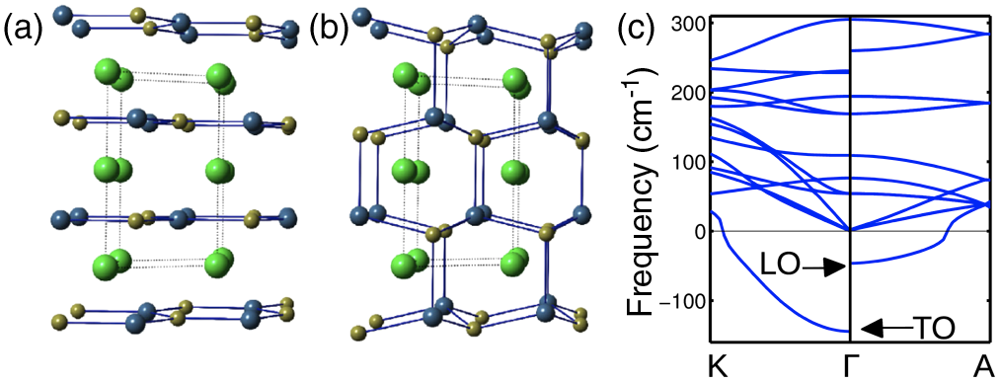 (a)
(b)
(c)
Frequency (cm-1)
300
200
100
0
−100
LO
TO
K
Γ
A